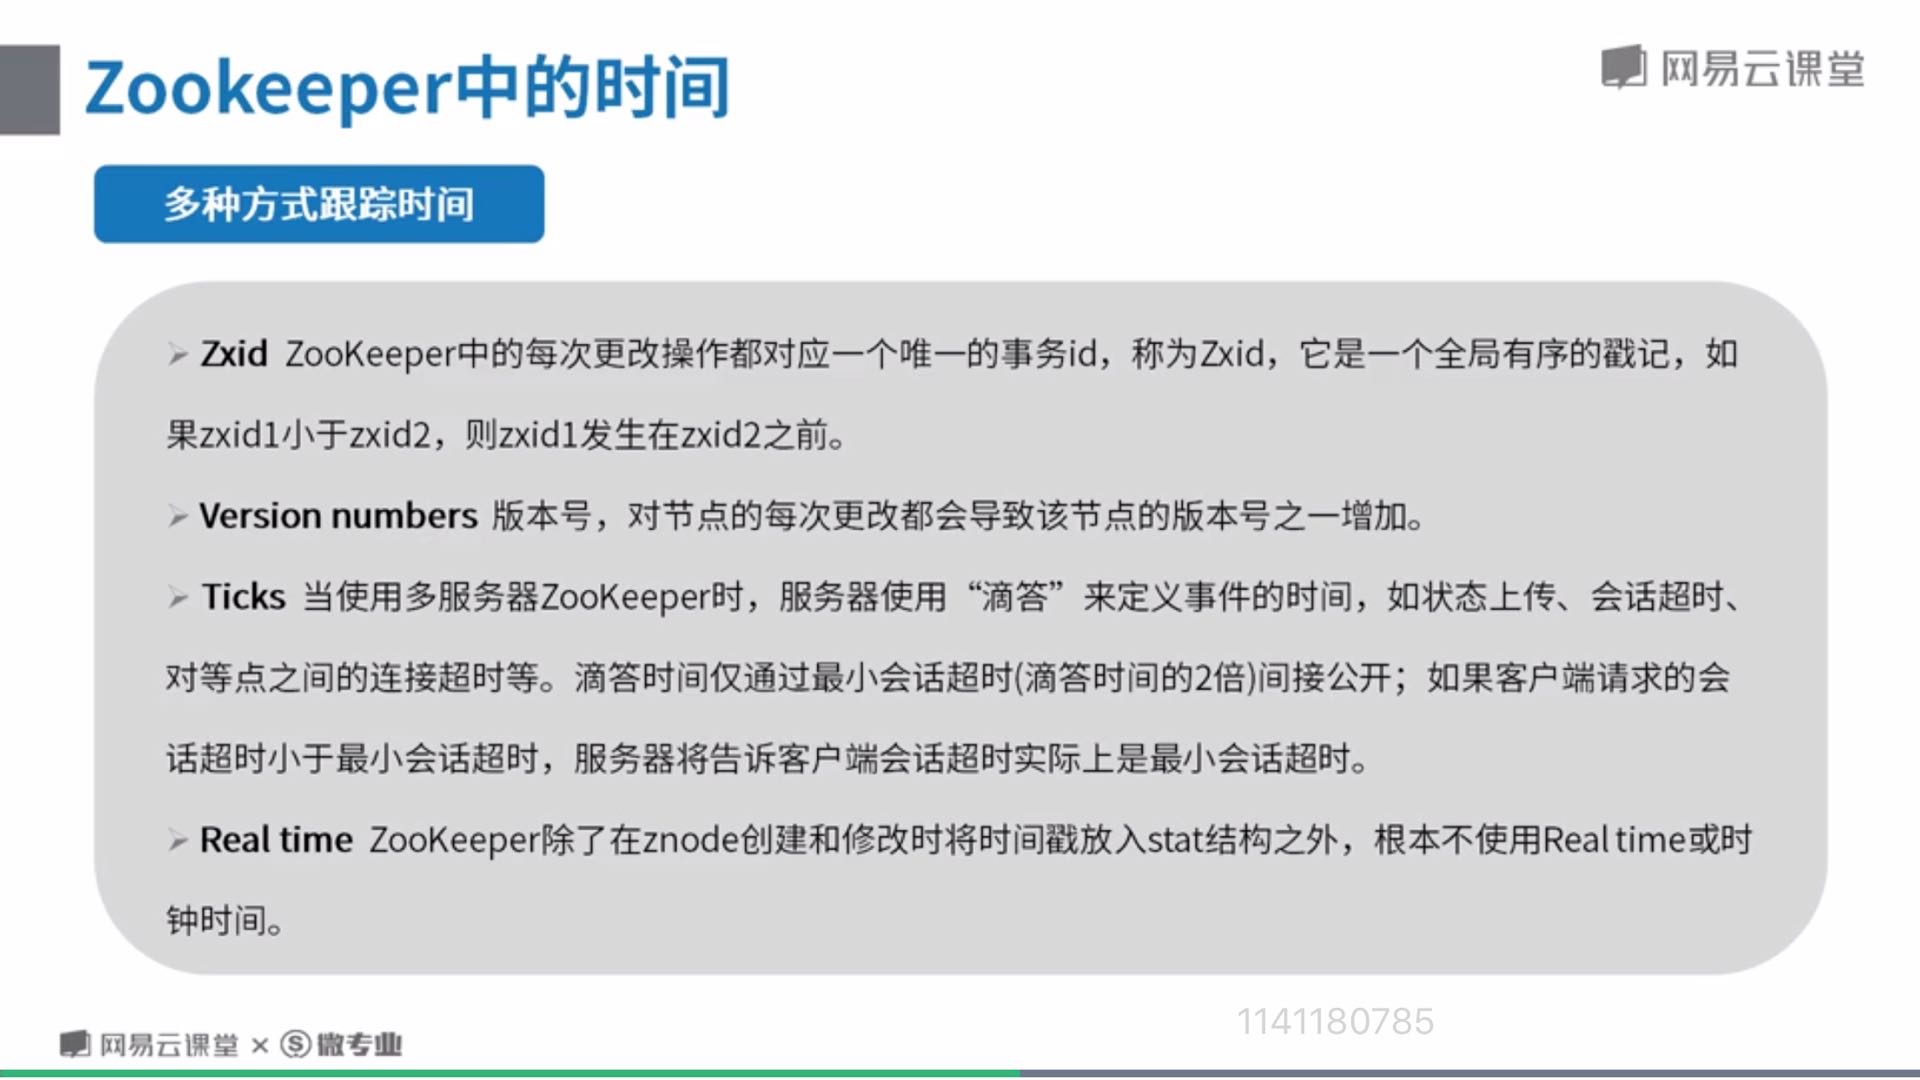 Zookeeper中的时间
网易云课堂
多种方式跟踪时间
➢ Zxid ZooKeeper中的每次更改操作都对应一个唯一的事务id，称为Zxid，它是一个全局有序的戳记，如
果zxid1小于zxid2，则zxid1发生在zxid2之前。
➢ Version numbers 版本号，对节点的每次更改都会导致该节点的版本号之一增加。
➢ Ticks 当使用多服务器ZooKeeper时，服务器使用“滴答”来定义事件的时间，如状态上传、会话超时、
对等点之间的连接超时等。滴答时间仅通过最小会话超时(滴答时间的2倍)间接公开；如果客户端请求的会
话超时小于最小会话超时，服务器将告诉客户端会话超时实际上是最小会话超时。
➢ Real time ZooKeeper除了在znode创建和修改时将时间戳放入stat结构之外，根本不使用Real time或时
钟时间。
1141180785
网易云课堂 × S 微专业